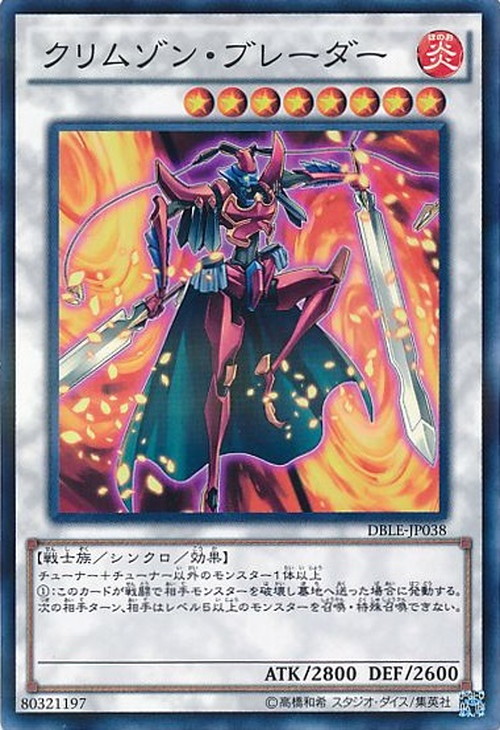 クリムゾン・ブレーダー
ほのお
炎
DBLE-JP038
【戦士族/シンクロ/効果】
チューナー+チューナー以外のモンスター1体以上
①:このカードが戦闘で相手モンスターを破壊し墓地へ送った場合に発動する。
次の相手ターン、相手はレベル5以上のモンスターを召喚・特殊召喚できない。
ATK/2800 DEF/2600
80321197
©高橋和希 スタジオ・ダイス/集英社